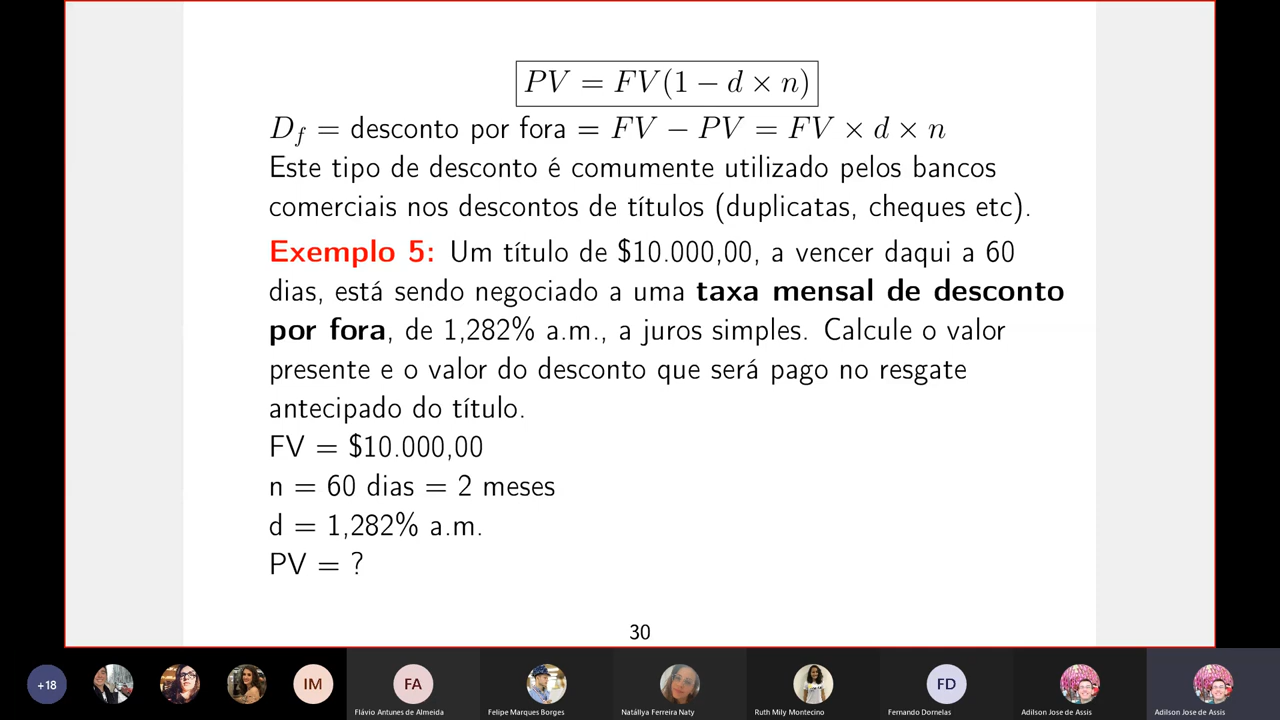 PV = FV(1 − d × n)
D_f = desconto por fora = FV − PV = FV × d × n
Este tipo de desconto é comumente utilizado pelos bancos
comerciais nos descontos de títulos (duplicatas, cheques etc).
Exemplo 5: Um título de $10.000,00, a vencer daqui a 60
dias, está sendo negociado a uma taxa mensal de desconto
por fora, de 1,282% a.m., a juros simples. Calcule o valor
presente e o valor do desconto que será pago no resgate
antecipado do título.
FV = $10.000,00
n = 60 dias = 2 meses
d = 1,282% a.m.
PV = ?
30
+18 IM FA FD
Flávio Antunes de Almeida Felipe Marques Borges Natállya Ferreira Naty Ruth Mily Montecino Fernando Dornelas Adilson Jose de Assis Adilson Jose de Assis